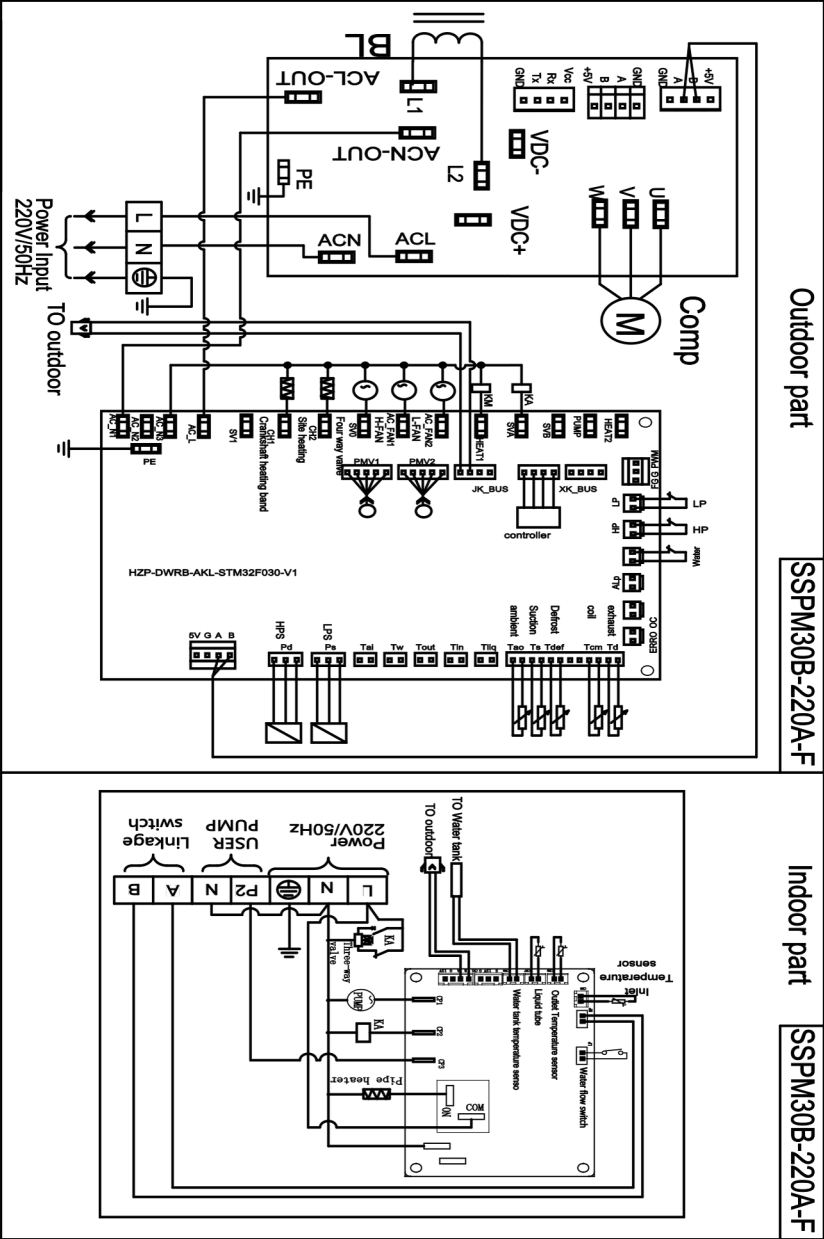 Outdoor part
SSPM30B-220A-F
BL
ACL-OUT
L1
ACN-OUT
L2
PE
VDC-
VDC+
ACN
ACL
GND
Tx
Rx
Vcc
+5V
B
A
GND
GND
A
B
+5V
W
V
U
M
Comp
L
N
Power Input
220V/50Hz
TO outdoor
AC_N1
AC_N2
AC_N3
PE
AC_L
SV1
Crankshaft heating band
CH1
Site heating
CH2
Four way valve
SV0
H-FAN
AC_FAN1
L-FAN
AC_FAN2
KM
HEAT1
KA
SVA
SVB
PUMP
HEAT2
PMV1
PMV2
JK_BUS
XK_BUS
controller
FGG PWM
LP
LP
HP
HP
Water
ALP
ERRO OC
HZP-DWRB-AKL-STM32F030-V1
5V G A B
HPS
Pd
LPS
Ps
Tai
Tw
Tout
Tin
Tliq
ambient
Suction
Defrost
coil
exhaust
Tao Ts Tdef
Tcm Td
Indoor part
SSPM30B-220A-F
Linkage
switch
USER
PUMP
Power
220V/50Hz
B
A
N
P2
N
L
TO outdoor
TO Water tank
KA
Three-way
valve
PUMP
CP1
KA
CP2
CP3
Pipe heater
ON
COM
Water tank temperature senso
Liquid tube
Outlet Temperature sensor
Inlet
Temperature
sensor
Water flow switch